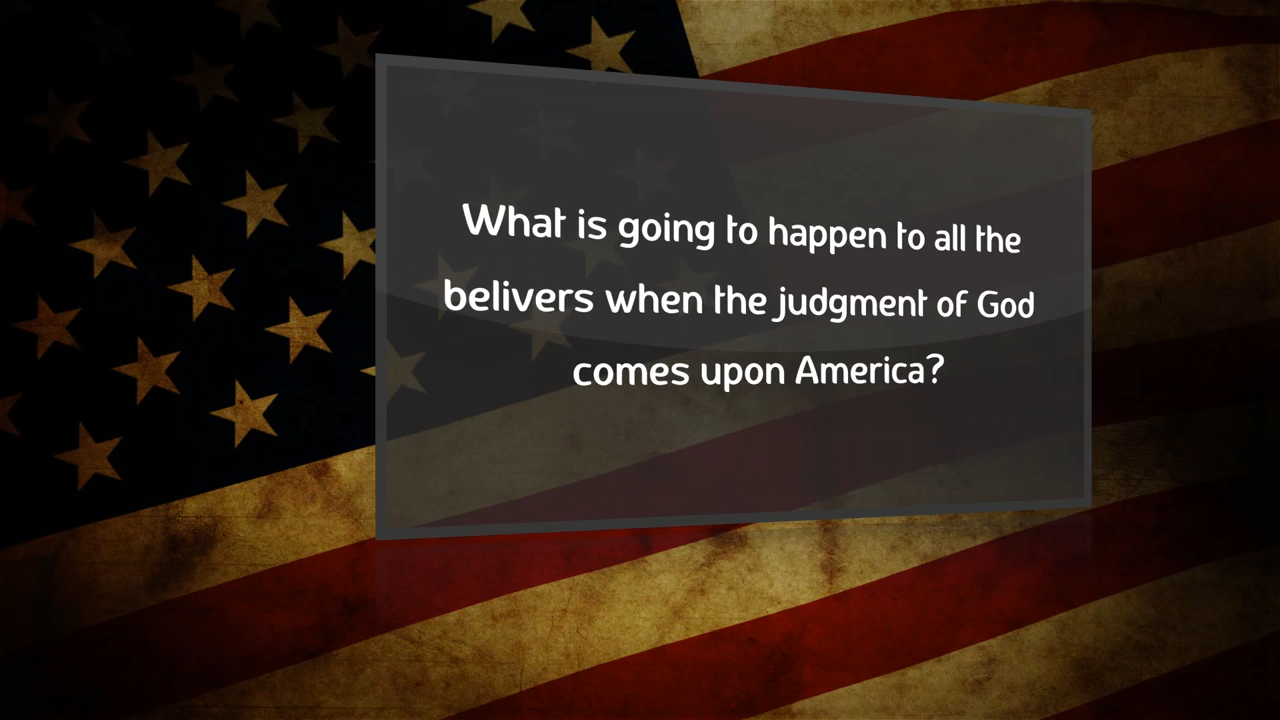 What is going to happen to all the
belivers when the judgment of God
comes upon America?